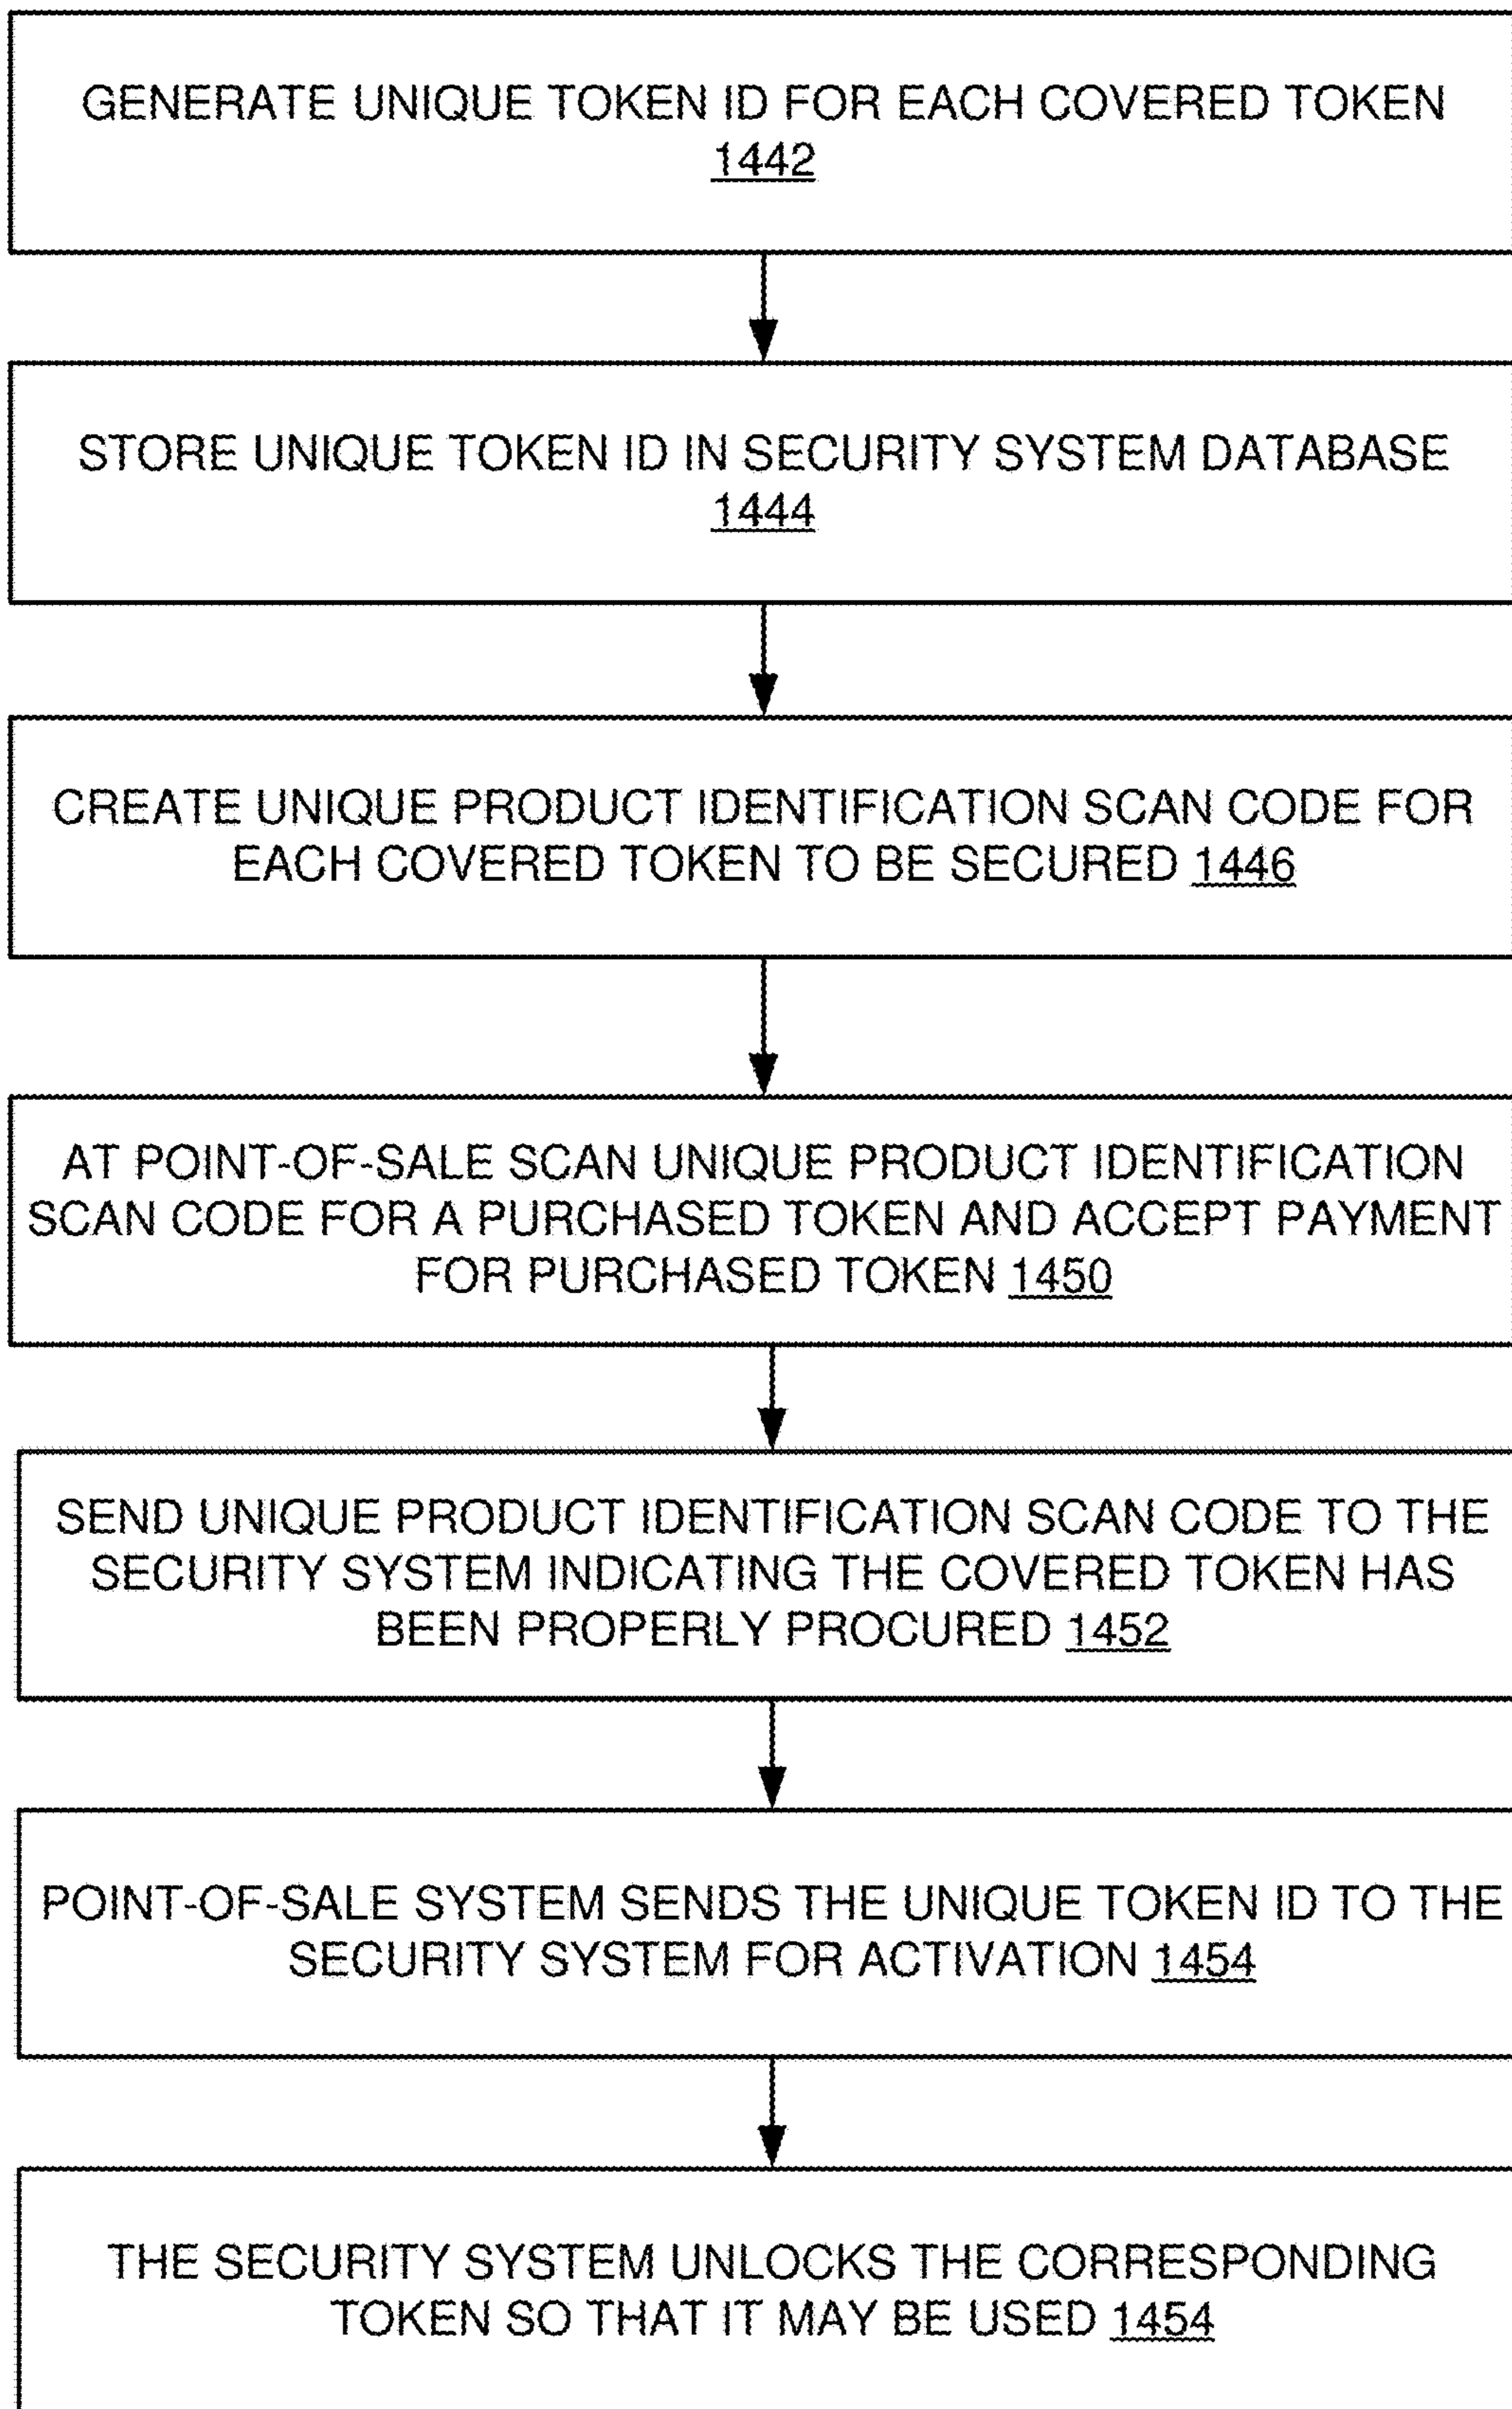 GENERATE UNIQUE TOKEN ID FOR EACH COVERED TOKEN
1442
STORE UNIQUE TOKEN ID IN SECURITY SYSTEM DATABASE
1444
CREATE UNIQUE PRODUCT IDENTIFICATION SCAN CODE FOR
EACH COVERED TOKEN TO BE SECURED 1446
AT POINT-OF-SALE SCAN UNIQUE PRODUCT IDENTIFICATION
SCAN CODE FOR A PURCHASED TOKEN AND ACCEPT PAYMENT
FOR PURCHASED TOKEN 1450
SEND UNIQUE PRODUCT IDENTIFICATION SCAN CODE TO THE
SECURITY SYSTEM INDICATING THE COVERED TOKEN HAS
BEEN PROPERLY PROCURED 1452
POINT-OF-SALE SYSTEM SENDS THE UNIQUE TOKEN ID TO THE
SECURITY SYSTEM FOR ACTIVATION 1454
THE SECURITY SYSTEM UNLOCKS THE CORRESPONDING
TOKEN SO THAT IT MAY BE USED 1454